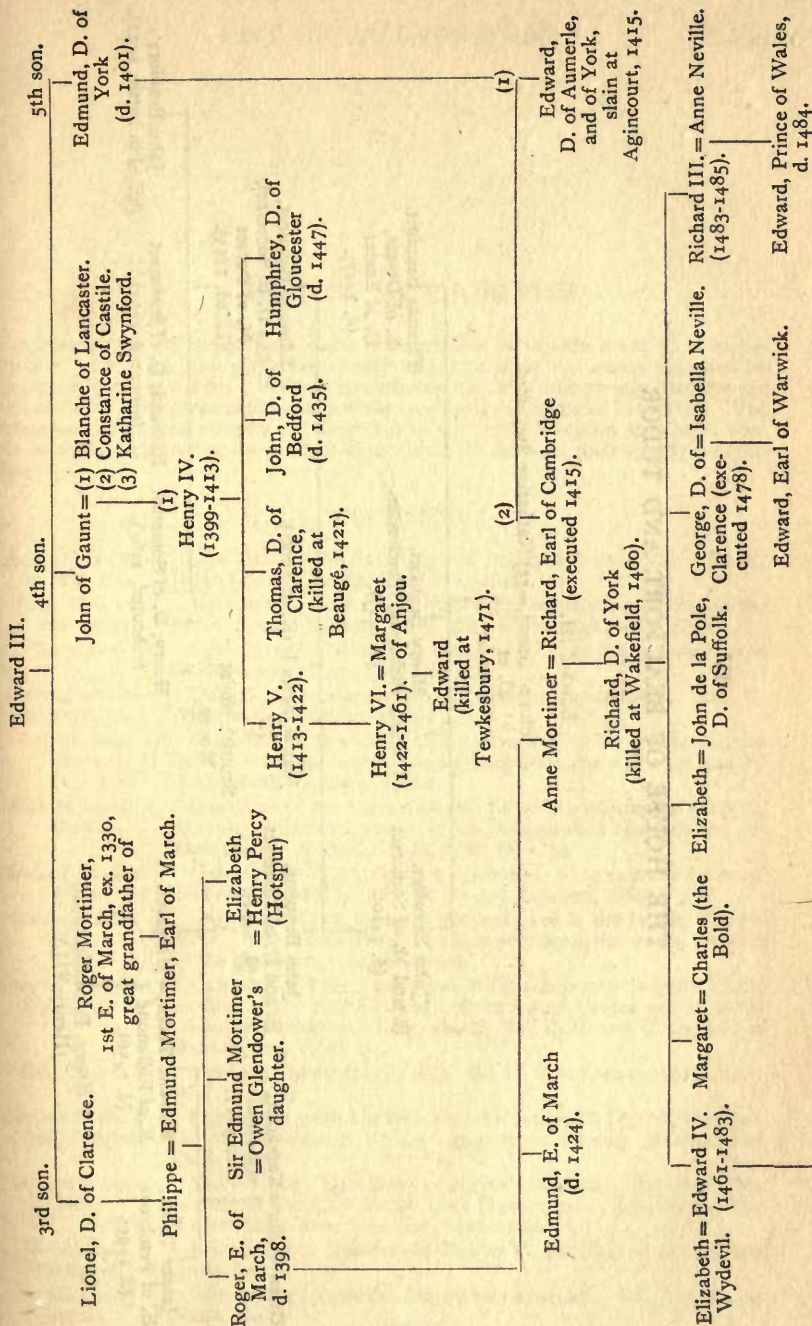 Edward III.
3rd son.
4th son.
5th son.
Lionel, D. of Clarence.
Roger Mortimer,
1st E. of March, ex. 1330,
great grandfather of
Philippe = Edmund Mortimer, Earl of March.
John of Gaunt = (1) Blanche of Lancaster.
(2) Constance of Castile.
(3) Katharine Swynford.
Edmund, D. of
York
(d. 1401).
(1)
Henry IV.
(1399-1413).
Roger, E. of
March,
d. 1398.
Sir Edmund Mortimer
= Owen Glendower's
daughter.
Elizabeth
= Henry Percy
(Hotspur)
Henry V.
(1413-1422).
Thomas, D. of
Clarence,
(killed at
Beaugé, 1421).
John, D. of
Bedford
(d. 1435).
Humphrey, D. of
Gloucester
(d. 1447).
Henry VI. = Margaret
(1422-1461). of Anjou.
Edward
(killed at
Tewkesbury, 1471).
(2)
(1)
Edmund, E. of March
(d. 1424).
Anne Mortimer = Richard, Earl of Cambridge
(executed 1415).
Edward,
D. of Aumerle,
and of York,
slain at
Agincourt, 1415.
Richard, D. of York
(killed at Wakefield, 1460).
Elizabeth = Edward IV.
Wydevil. (1461-1483).
Margaret = Charles (the
Bold).
Elizabeth = John de la Pole,
D. of Suffolk.
George, D. of = Isabella Neville.
Clarence (exe-
cuted 1478).
Richard III. = Anne Neville.
(1483-1485).
Edward, Earl of Warwick.
Edward, Prince of Wales,
d. 1484.